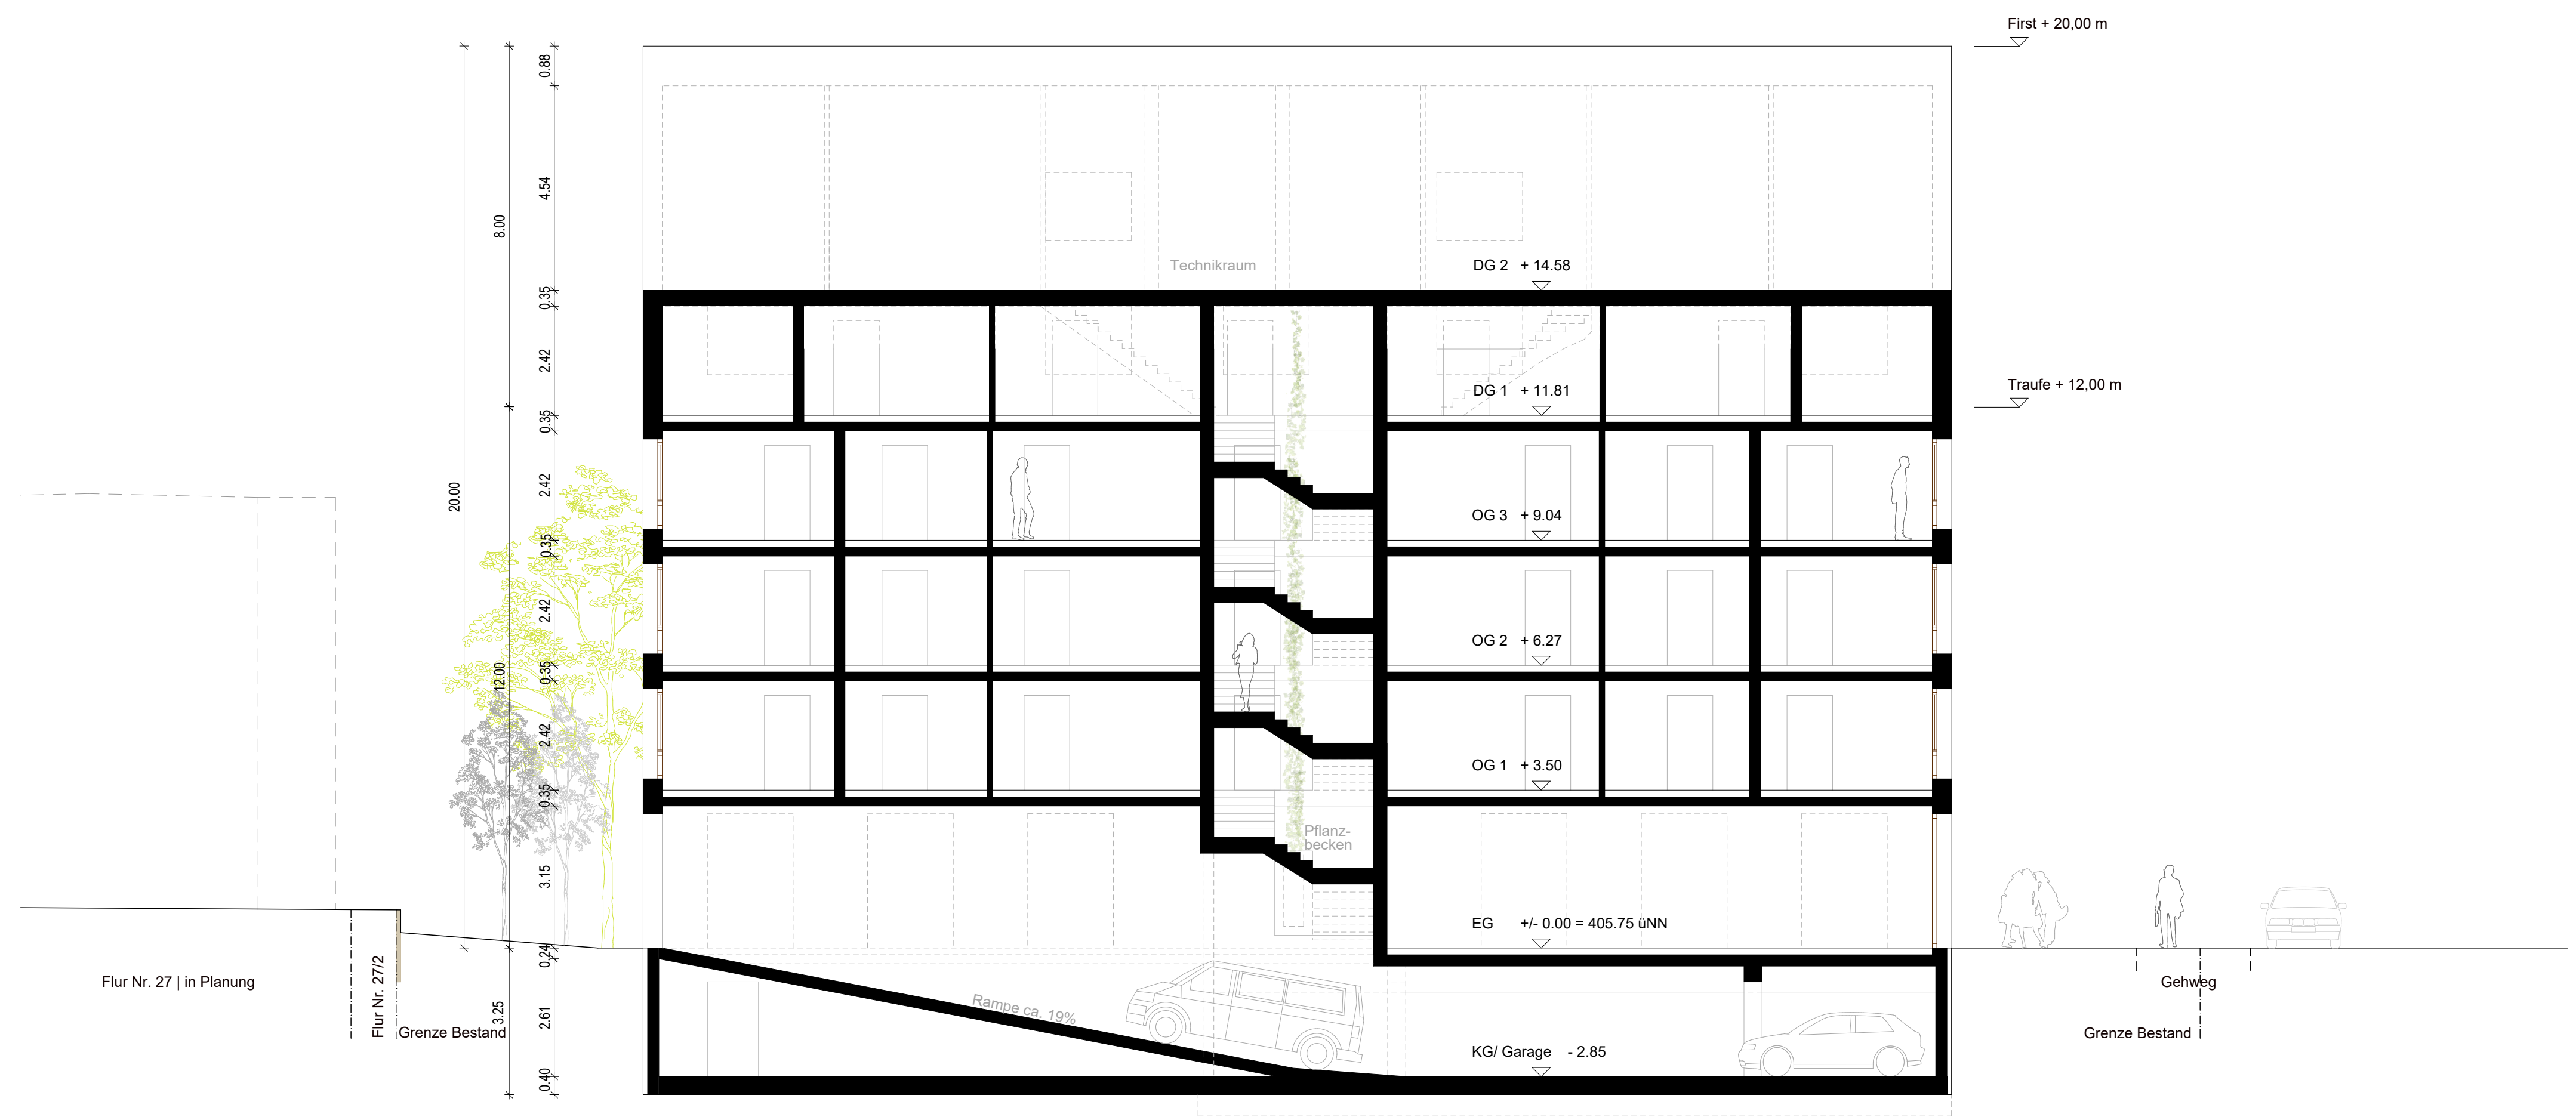 First + 20,00 m
0.88
4.54
8.00
Technikraum
DG 2 + 14.58
0.35
2.42
DG 1 + 11.81
Traufe + 12,00 m
0.35
20.00
2.42
OG 3 + 9.04
0.35
2.42
OG 2 + 6.27
12.00
0.35
2.42
OG 1 + 3.50
0.35
Pflanz-
becken
3.15
EG +/- 0.00 = 405.75 üNN
0.24
Flur Nr. 27 | in Planung
Flur Nr. 27/2
Grenze Bestand
3.25
2.61
Rampe ca. 19%
KG/ Garage - 2.85
0.40
Gehweg
Grenze Bestand